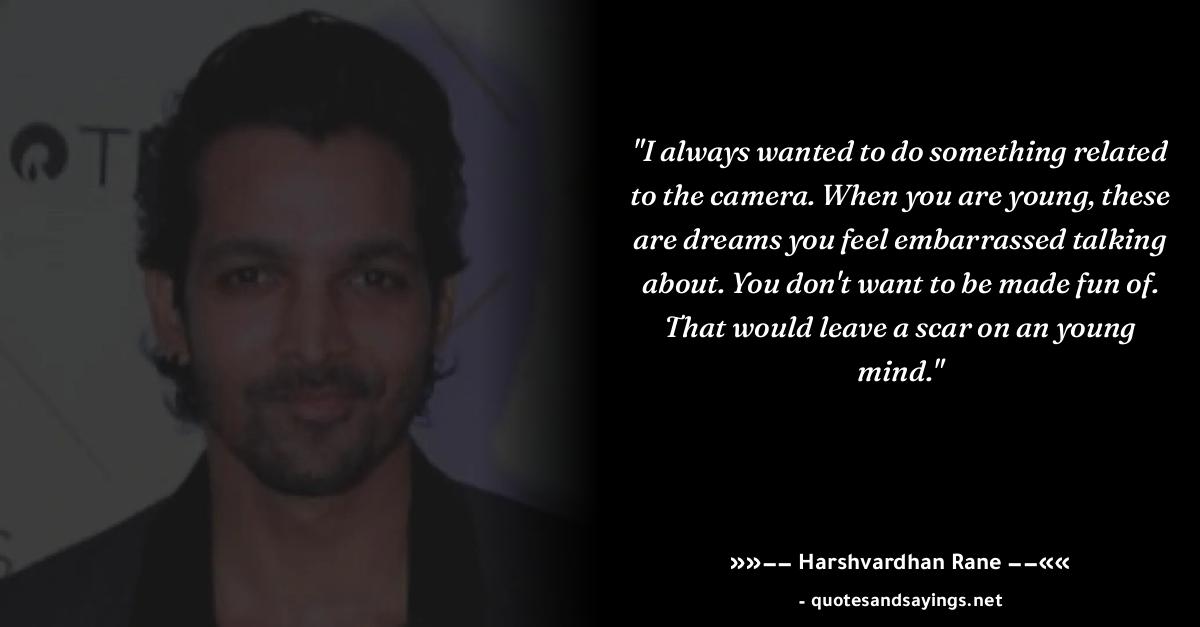 "I always wanted to do something related
to the camera. When you are young, these
are dreams you feel embarrassed talking
about. You don't want to be made fun of.
That would leave a scar on an young
mind."
»»–– Harshvardhan Rane ––««
- quotesandsayings.net